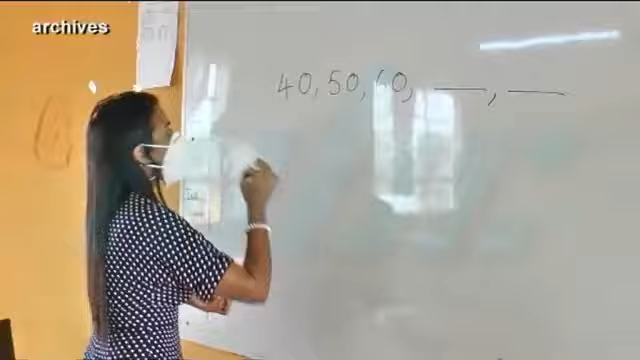 archives
40, 50, 60, ___, ___